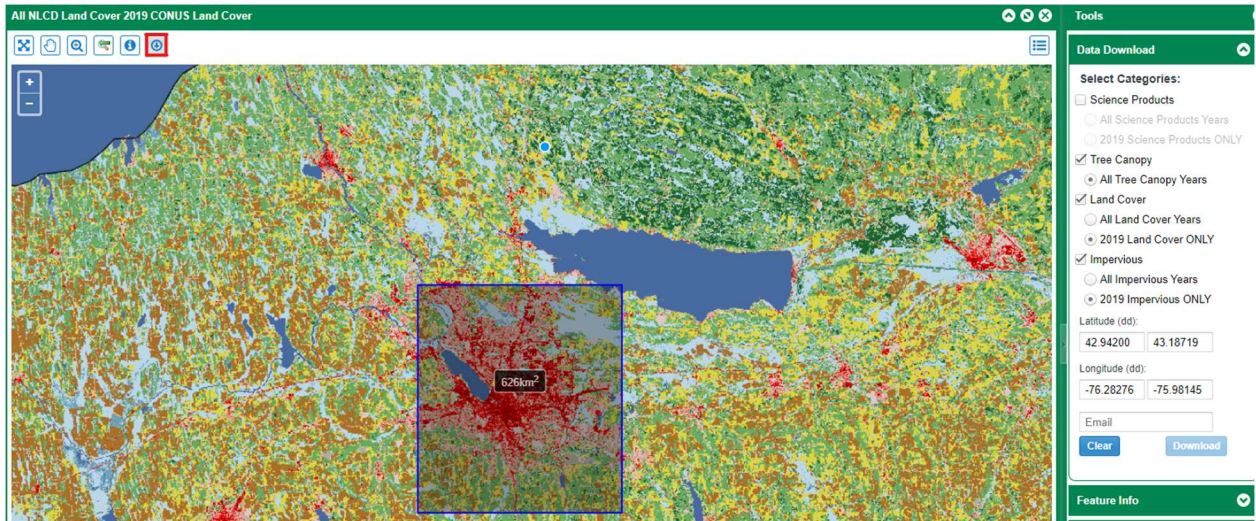 All NLCD Land Cover 2019 CONUS Land Cover
+
−
626km²
Tools
Data Download
Select Categories:
Science Products
All Science Products Years
2019 Science Products ONLY
Tree Canopy
All Tree Canopy Years
Land Cover
All Land Cover Years
2019 Land Cover ONLY
Impervious
All Impervious Years
2019 Impervious ONLY
Latitude (dd):
42.94200 43.18719
Longitude (dd):
-76.28276 -75.98145
Email
Clear Download
Feature Info